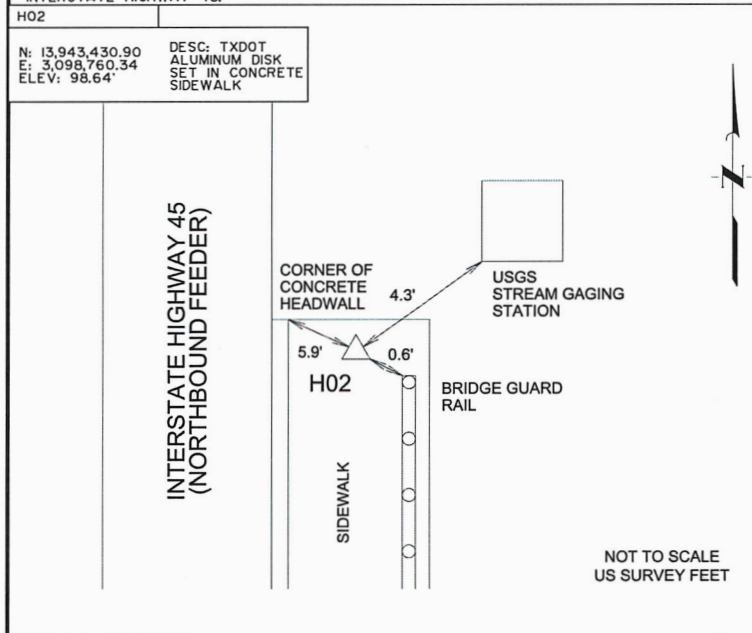 H02
N: 13,943,430.90
E: 3,098,760.34
ELEV: 98.64'
DESC: TXDOT
ALUMINUM DISK
SET IN CONCRETE
SIDEWALK
INTERSTATE HIGHWAY 45
(NORTHBOUND FEEDER)
CORNER OF
CONCRETE
HEADWALL
4.3'
USGS
STREAM GAGING
STATION
N
5.9'
0.6'
H02
BRIDGE GUARD
RAIL
SIDEWALK
NOT TO SCALE
US SURVEY FEET